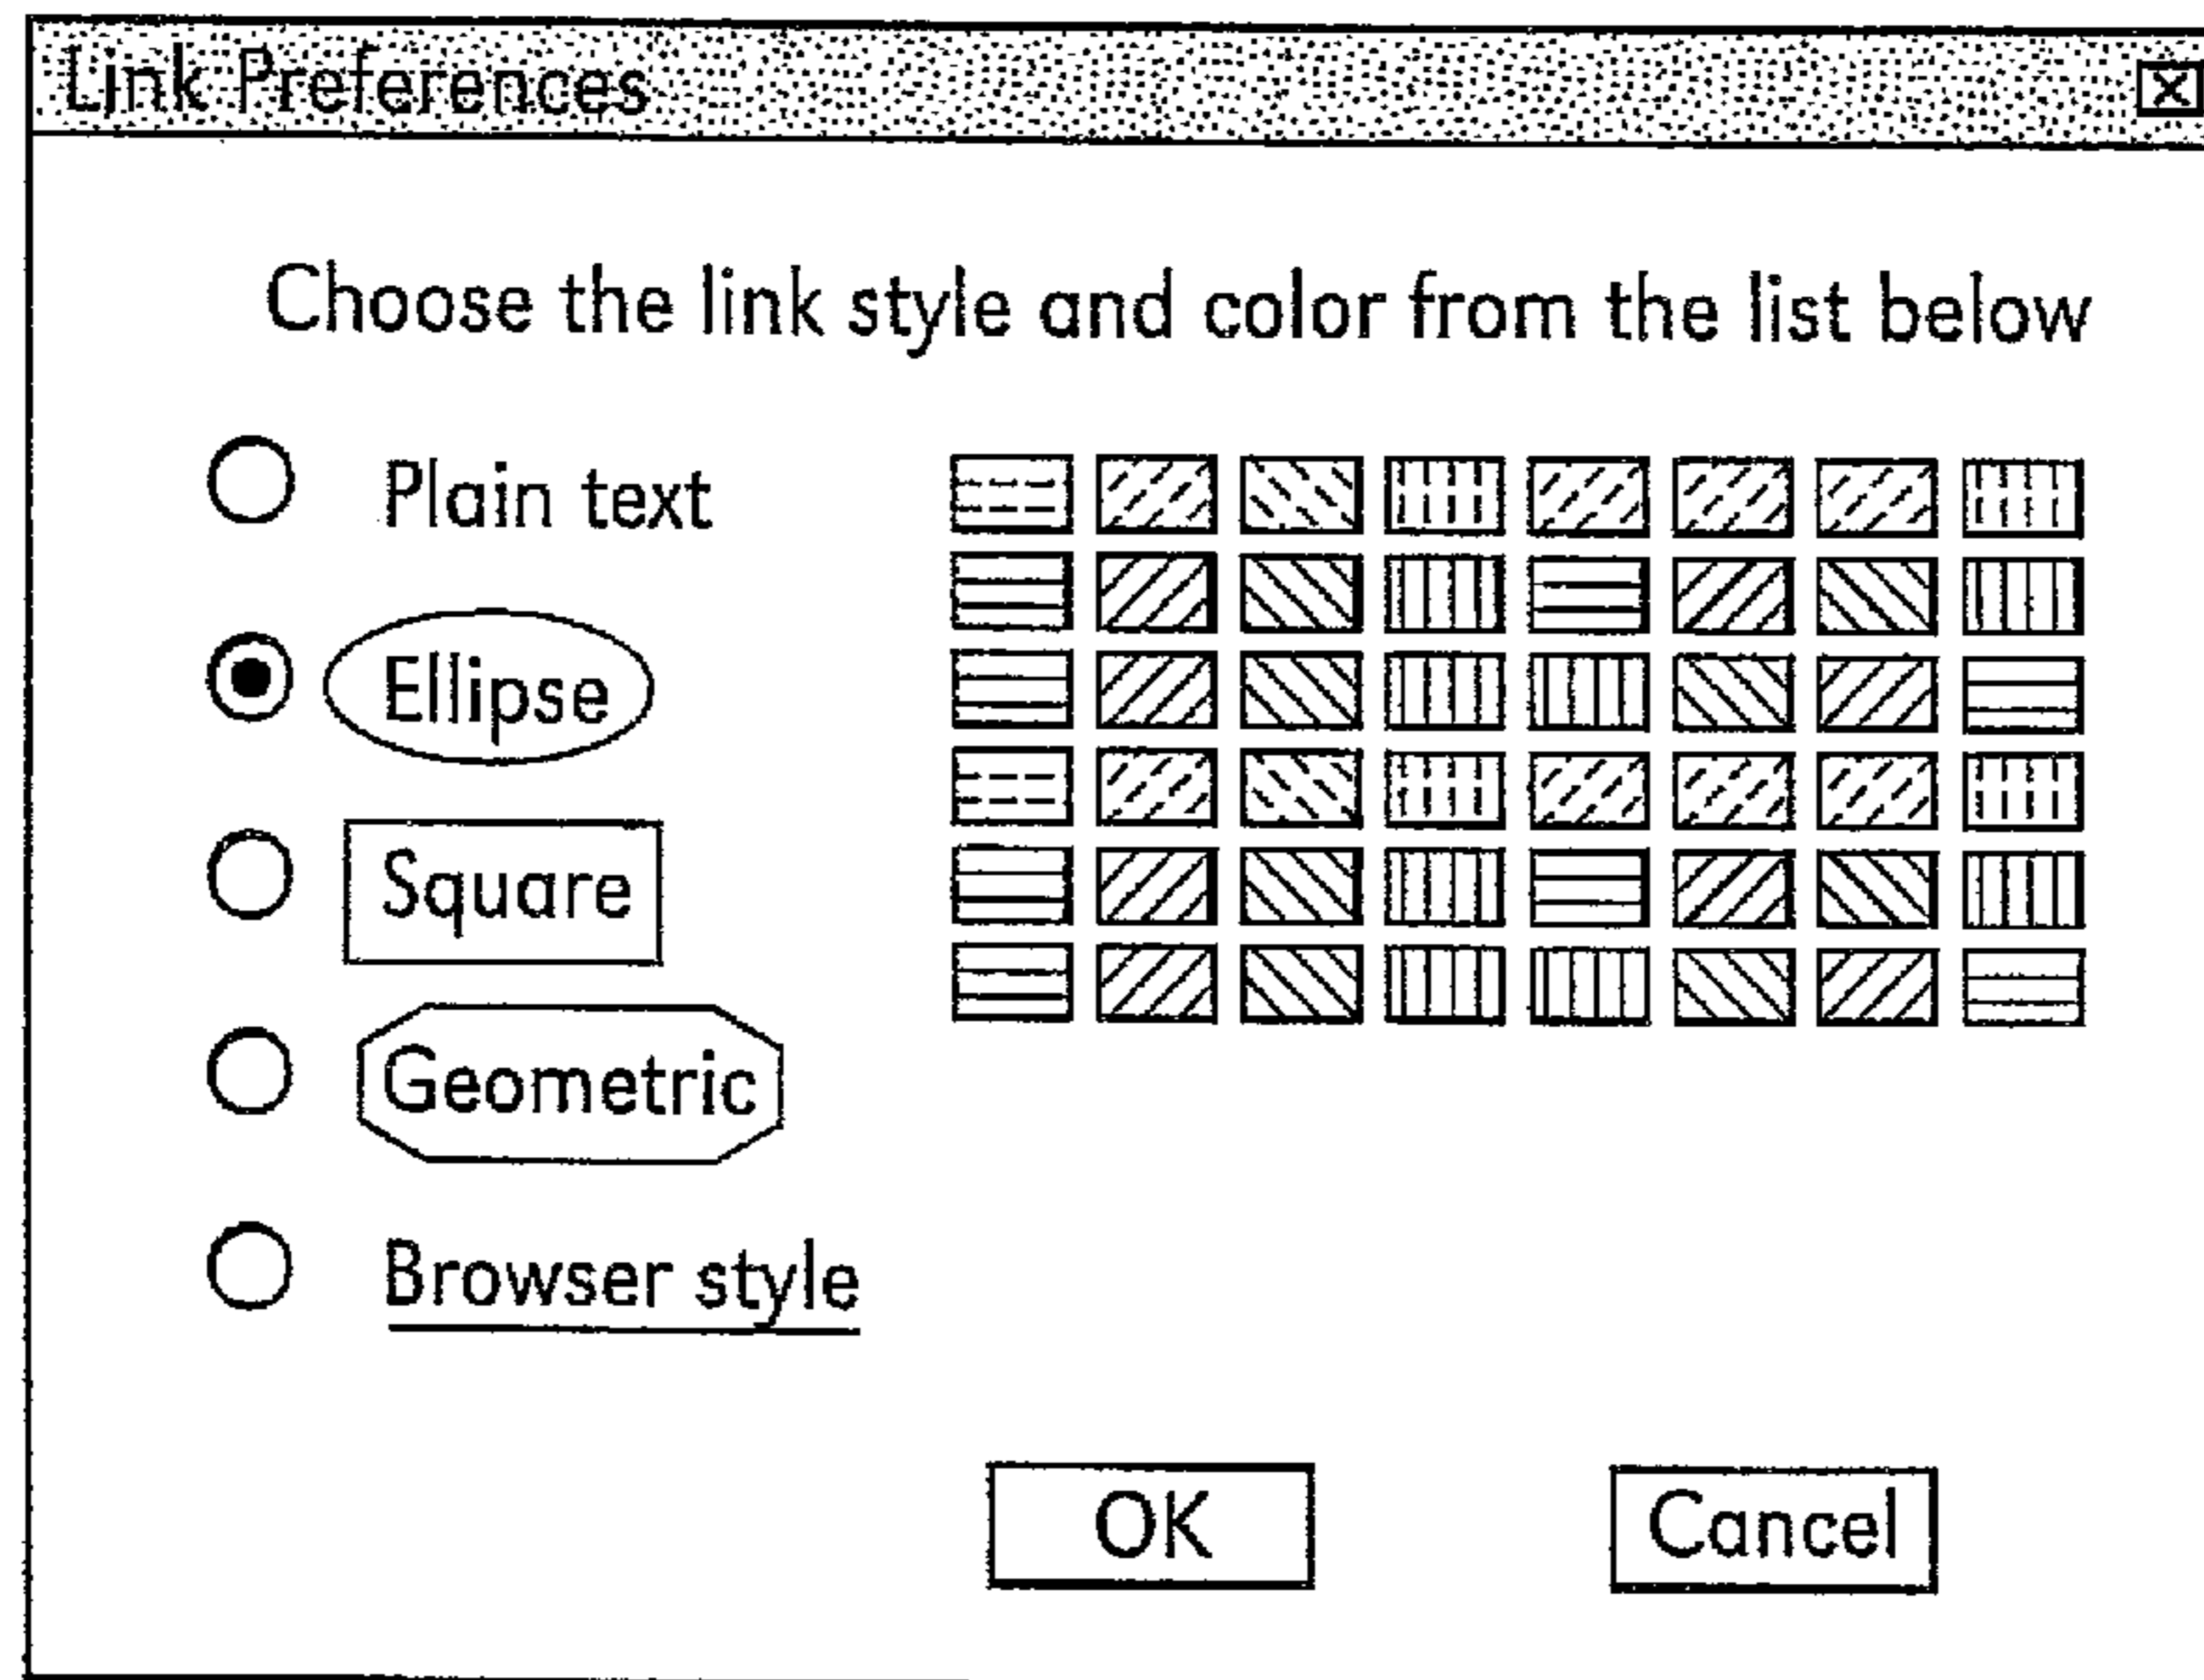 Link Preferences
Choose the link style and color from the list below
Plain text
Ellipse
Square
Geometric
Browser style
OK
Cancel